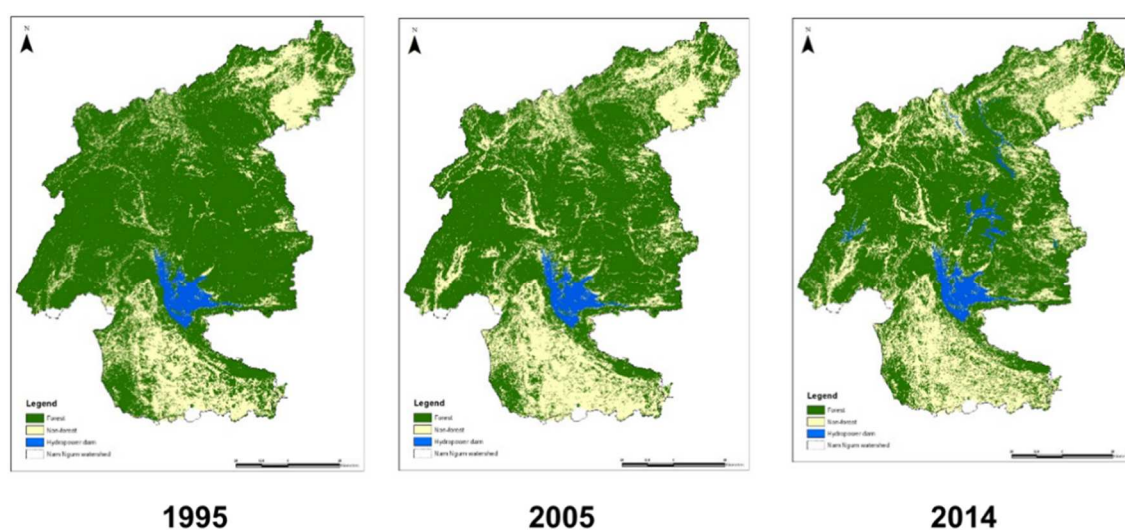 N
N
N
Legend
Forest
Non-forest
Hydropower dam
Nam Ngum watershed
Legend
Forest
Non-forest
Hydropower dam
Nam Ngum watershed
Legend
Forest
Non-forest
Hydropower dam
Nam Ngum watershed
1995
2005
2014